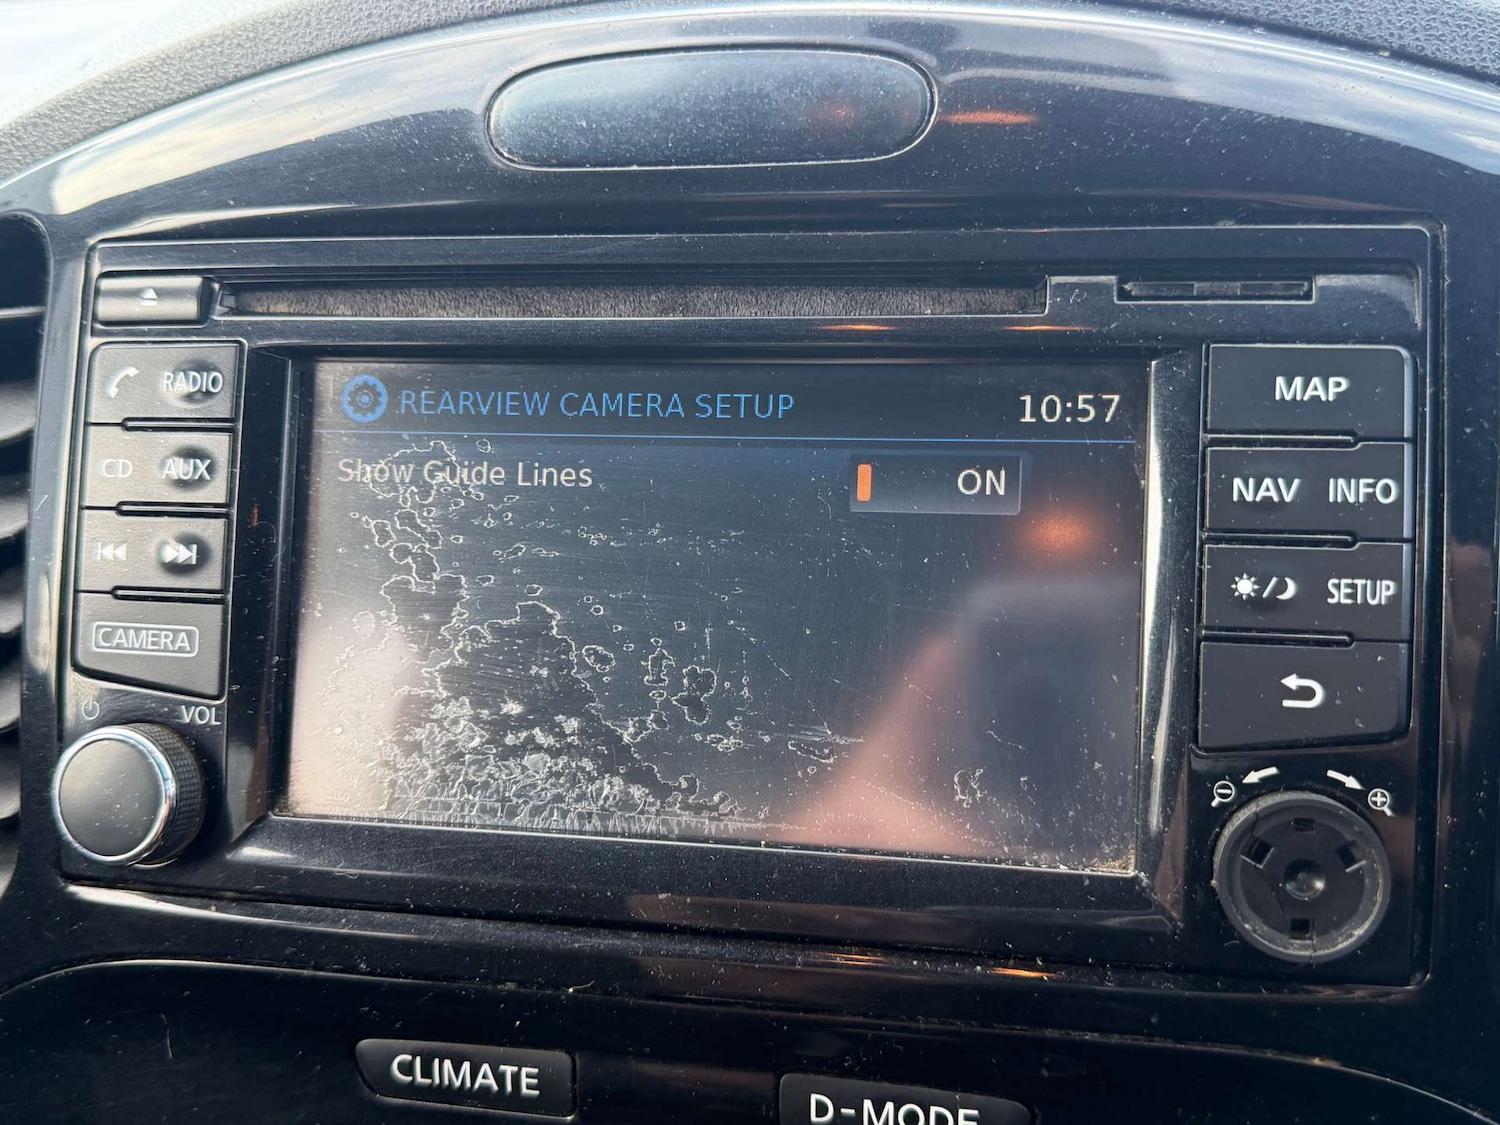 RADIO
CD AUX
CAMERA
VOL
REARVIEW CAMERA SETUP 10:57
Show Guide Lines ON
MAP
NAV INFO
SETUP
CLIMATE
D-MODE